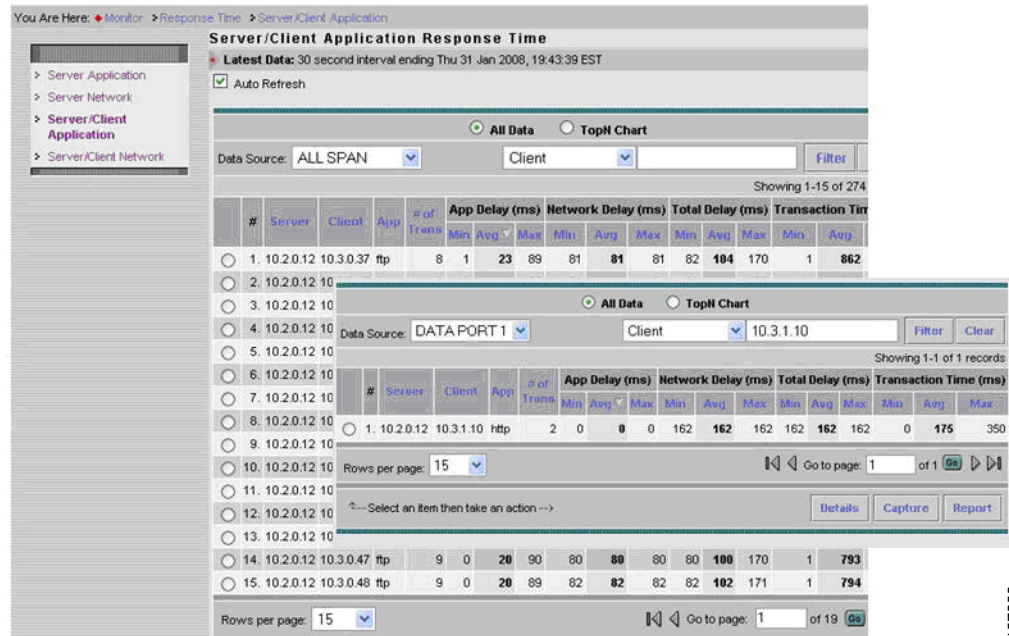 You Are Here: ◆ Monitor > Response Time > Server/Client Application
> Server Application
> Server Network
> Server/Client Application
> Server/Client Network
Server/Client Application Response Time
Latest Data: 30 second interval ending Thu 31 Jan 2008, 19:43:39 EST
Auto Refresh
All Data TopN Chart
Data Source: ALL SPAN Client Filter
Showing 1-15 of 274
App Delay (ms) Network Delay (ms) Total Delay (ms) Transaction Tim
# Server Client App # of Trans Min Avg Max Min Avg Max Min Avg Max Min Avg
1. 10.2.0.12 10.3.0.37 ftp 8 1 23 89 81 81 81 82 104 170 1 862
2. 10.2.0.12 10
3. 10.2.0.12 10
4. 10.2.0.12 10
5. 10.2.0.12 10
6. 10.2.0.12 10
7. 10.2.0.12 10
8. 10.2.0.12 10
9. 10.2.0.12 10
10. 10.2.0.12 10
11. 10.2.0.12 10
12. 10.2.0.12 10
13. 10.2.0.12 10
14. 10.2.0.12 10.3.0.47 ftp 9 0 20 90 80 80 80 80 100 170 1 793
15. 10.2.0.12 10.3.0.48 ftp 9 0 20 89 82 82 82 82 102 171 1 794
Rows per page: 15 Go to page: 1 of 19 Go
All Data TopN Chart
Data Source: DATA PORT 1 Client 10.3.1.10 Filter Clear
Showing 1-1 of 1 records
App Delay (ms) Network Delay (ms) Total Delay (ms) Transaction Time (ms)
# Server Client App # of Trans Min Avg Max Min Avg Max Min Avg Max Min Avg Max
1. 10.2.0.12 10.3.1.10 http 2 0 0 0 162 162 162 162 162 162 0 175 350
Rows per page: 15 Go to page: 1 of 1 Go
Select an item then take an action --> Details Capture Report